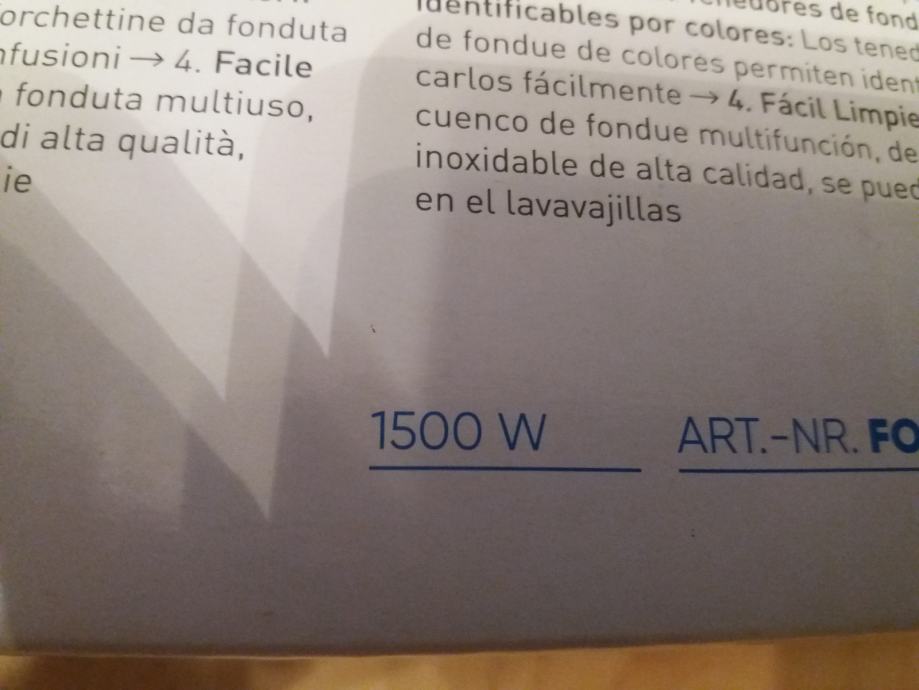 orchettine da fonduta
nfusioni → 4. Facile
fonduta multiuso,
di alta qualità,
ie
identificables por colores: Los tened
de fondue de colores permiten ident
carlos fácilmente → 4. Fácil Limpie
cuenco de fondue multifunción, de
inoxidable de alta calidad, se pued
en el lavavajillas
1500 W
ART.-NR. FO